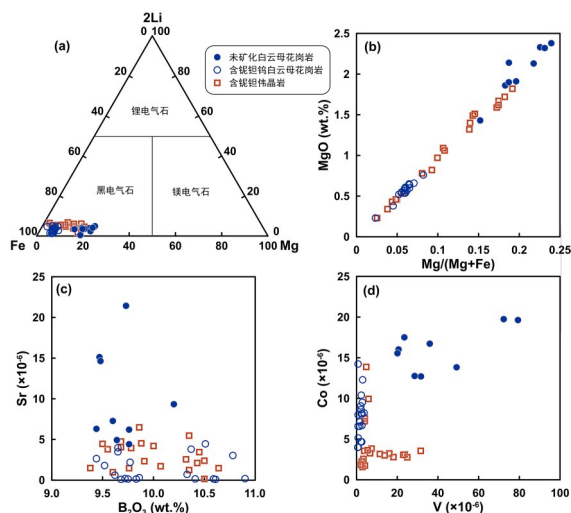 2Li
(a)
0 100
20 80
40 60
60 40
80 20
100 0
0 20 40 60 80 100
Fe Mg
锂电气石
黑电气石
镁电气石
未矿化白云母花岗岩
含铌钽钨白云母花岗岩
含铌钽伟晶岩
(b)
MgO (wt.%)
2.5
2.0
1.5
1.0
0.5
0
0 0.05 0.1 0.15 0.2 0.25
Mg/(Mg+Fe)
(c)
Sr (×10⁻⁶)
25
20
15
10
5
0
9.0 9.5 10.0 10.5 11.0
B₂O₃ (wt.%)
(d)
Co (×10⁻⁶)
25
20
15
10
5
0
0 20 40 60 80 100
V (×10⁻⁶)